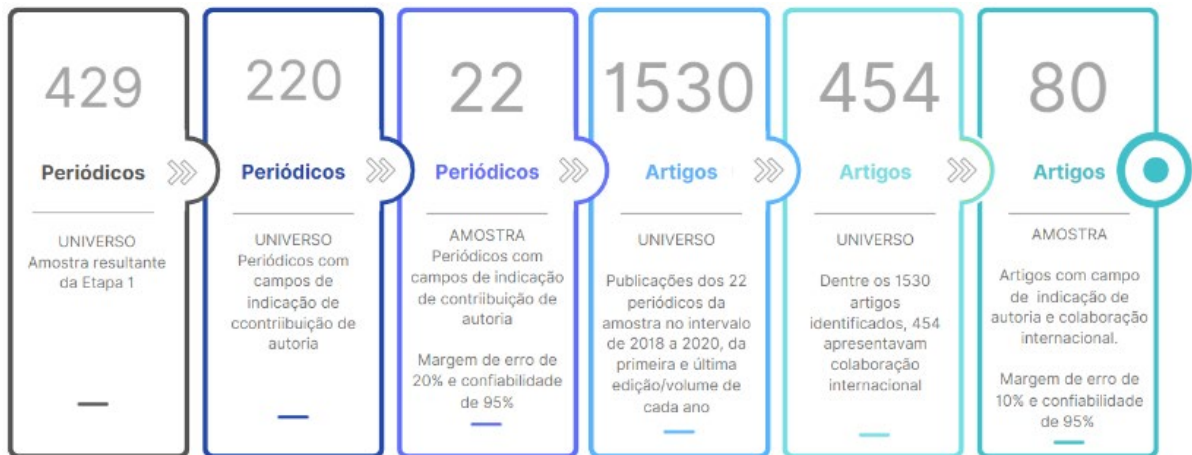 429
Periódicos
UNIVERSO
Amostra resultante
da Etapa 1
220
Periódicos
UNIVERSO
Periódicos com
campos de
indicação de
ccontriibuição de
autoria
22
Periódicos
AMOSTRA
Periódicos com
campos de indicação
de contriibuição de
autoria
Margem de erro de
20% e confiabilidade
de 95%
1530
Artigos
UNIVERSO
Publicações dos 22
periódicos da
amostra no intervalo
de 2018 a 2020, da
primeira e última
edição/volume de
cada ano
454
Artigos
UNIVERSO
Dentre os 1530
artigos
identificados, 454
apresentavam
colaboração
internacional
80
Artigos
AMOSTRA
Artigos com campo
de indicação de
autoria e colaboração
internacional.
Margem de erro de
10% e confiabilidade
de 95%